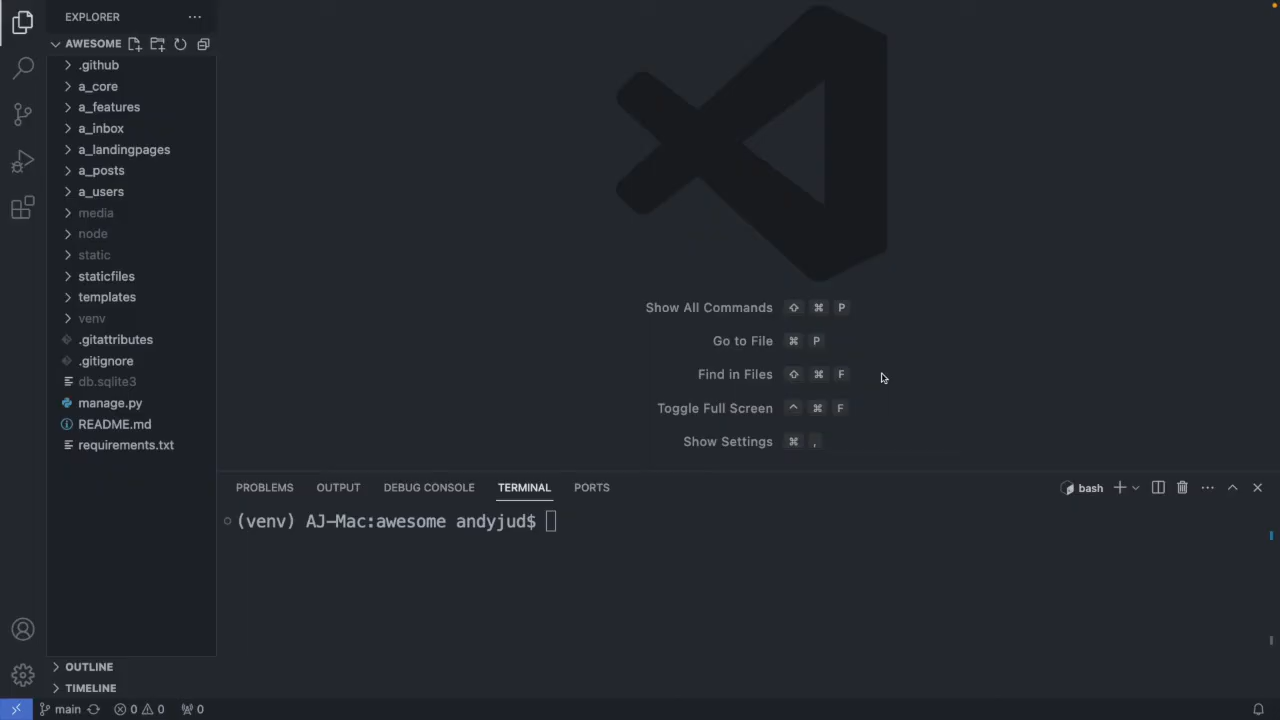 EXPLORER
AWESOME
.github
a_core
a_features
a_inbox
a_landingpages
a_posts
a_users
media
node
static
staticfiles
templates
venv
.gitattributes
.gitignore
db.sqlite3
manage.py
README.md
requirements.txt
OUTLINE
TIMELINE
Show All Commands ⇧ ⌘ P
Go to File ⌘ P
Find in Files ⇧ ⌘ F
Toggle Full Screen ^ ⌘ F
Show Settings ⌘ ,
PROBLEMS OUTPUT DEBUG CONSOLE TERMINAL PORTS
bash
(venv) AJ-Mac:awesome andyjud$
main 0 0 0